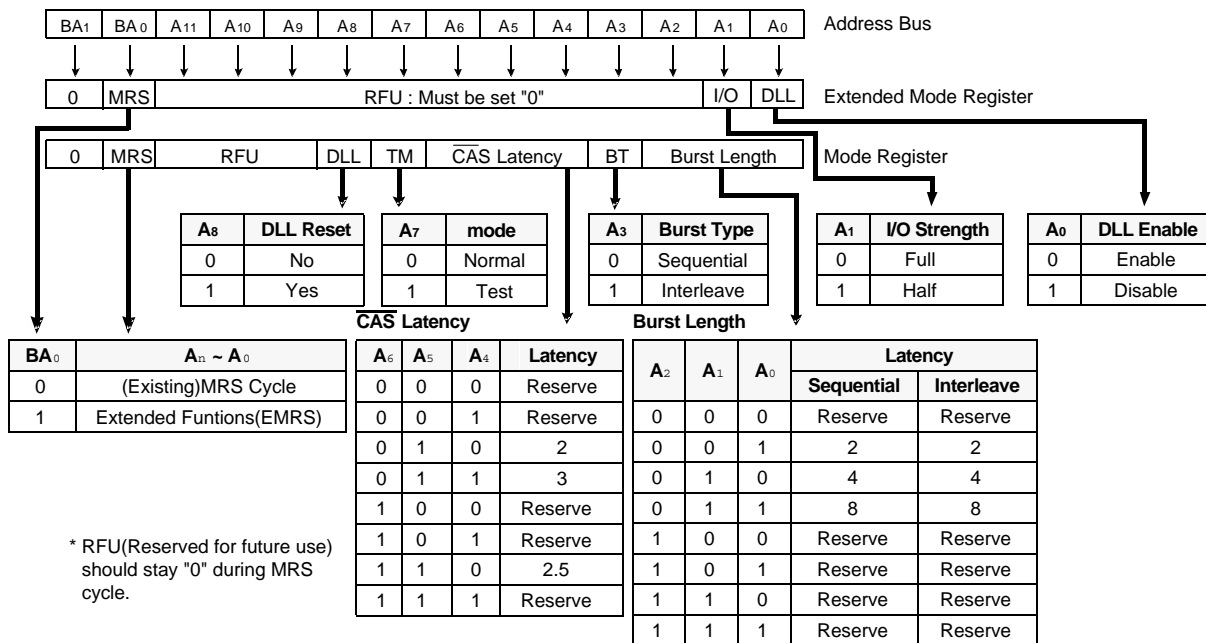 BA1 BA0 A11 A10 A9 A8 A7 A6 A5 A4 A3 A2 A1 A0 Address Bus
0 MRS RFU : Must be set "0" I/O DLL Extended Mode Register
0 MRS RFU DLL TM CAS Latency BT Burst Length Mode Register
A8 DLL Reset
0 No
1 Yes
A7 mode
0 Normal
1 Test
A3 Burst Type
0 Sequential
1 Interleave
A1 I/O Strength
0 Full
1 Half
A0 DLL Enable
0 Enable
1 Disable
BA0 An ~ A0
0 (Existing)MRS Cycle
1 Extended Funtions(EMRS)
* RFU(Reserved for future use)
should stay "0" during MRS
cycle.
CAS Latency
A6 A5 A4 Latency
0 0 0 Reserve
0 0 1 Reserve
0 1 0 2
0 1 1 3
1 0 0 Reserve
1 0 1 Reserve
1 1 0 2.5
1 1 1 Reserve
Burst Length
A2 A1 A0 Latency
Sequential Interleave
0 0 0 Reserve Reserve
0 0 1 2 2
0 1 0 4 4
0 1 1 8 8
1 0 0 Reserve Reserve
1 0 1 Reserve Reserve
1 1 0 Reserve Reserve
1 1 1 Reserve Reserve